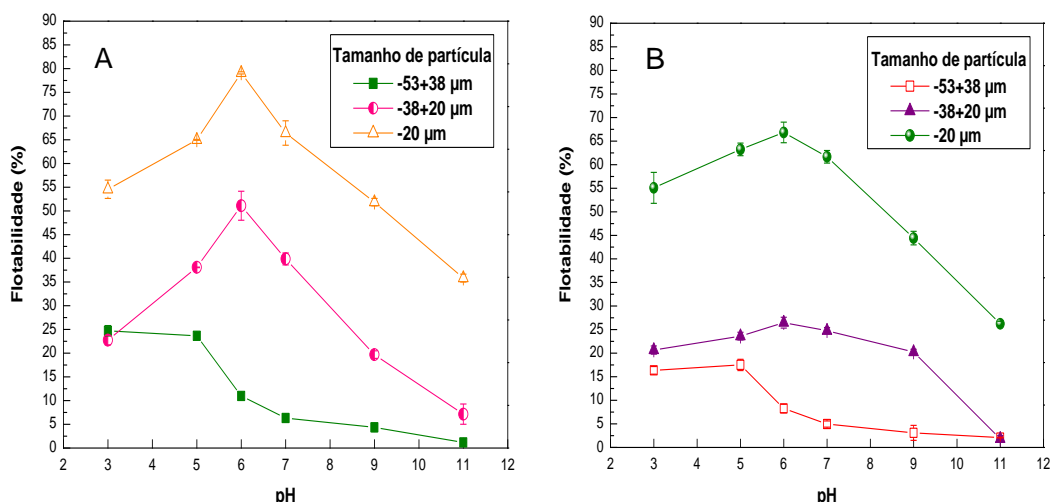 A
Tamanho de partícula
-53+38 µm
-38+20 µm
-20 µm
Flotabilidade (%)
90
85
80
75
70
65
60
55
50
45
40
35
30
25
20
15
10
5
0
2 3 4 5 6 7 8 9 10 11 12
pH
B
Tamanho de partícula
-53+38 µm
-38+20 µm
-20 µm
Flotabilidade (%)
90
85
80
75
70
65
60
55
50
45
40
35
30
25
20
15
10
5
0
2 3 4 5 6 7 8 9 10 11 12
pH